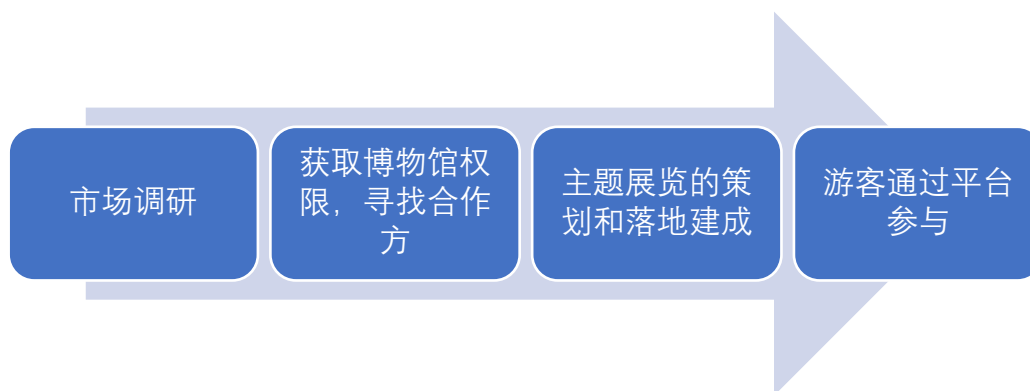 市场调研
获取博物馆权
限，寻找合作
方
主题展览的策
划和落地建成
游客通过平台
参与